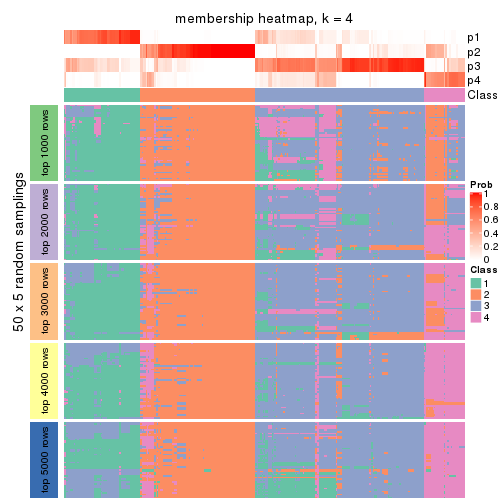 membership heatmap, k = 4
p1
p2
p3
p4
Class
50 x 5 random samplings
top 1000 rows
top 2000 rows
top 3000 rows
top 4000 rows
top 5000 rows
Prob
1
0.8
0.6
0.4
0.2
0
Class
1
2
3
4